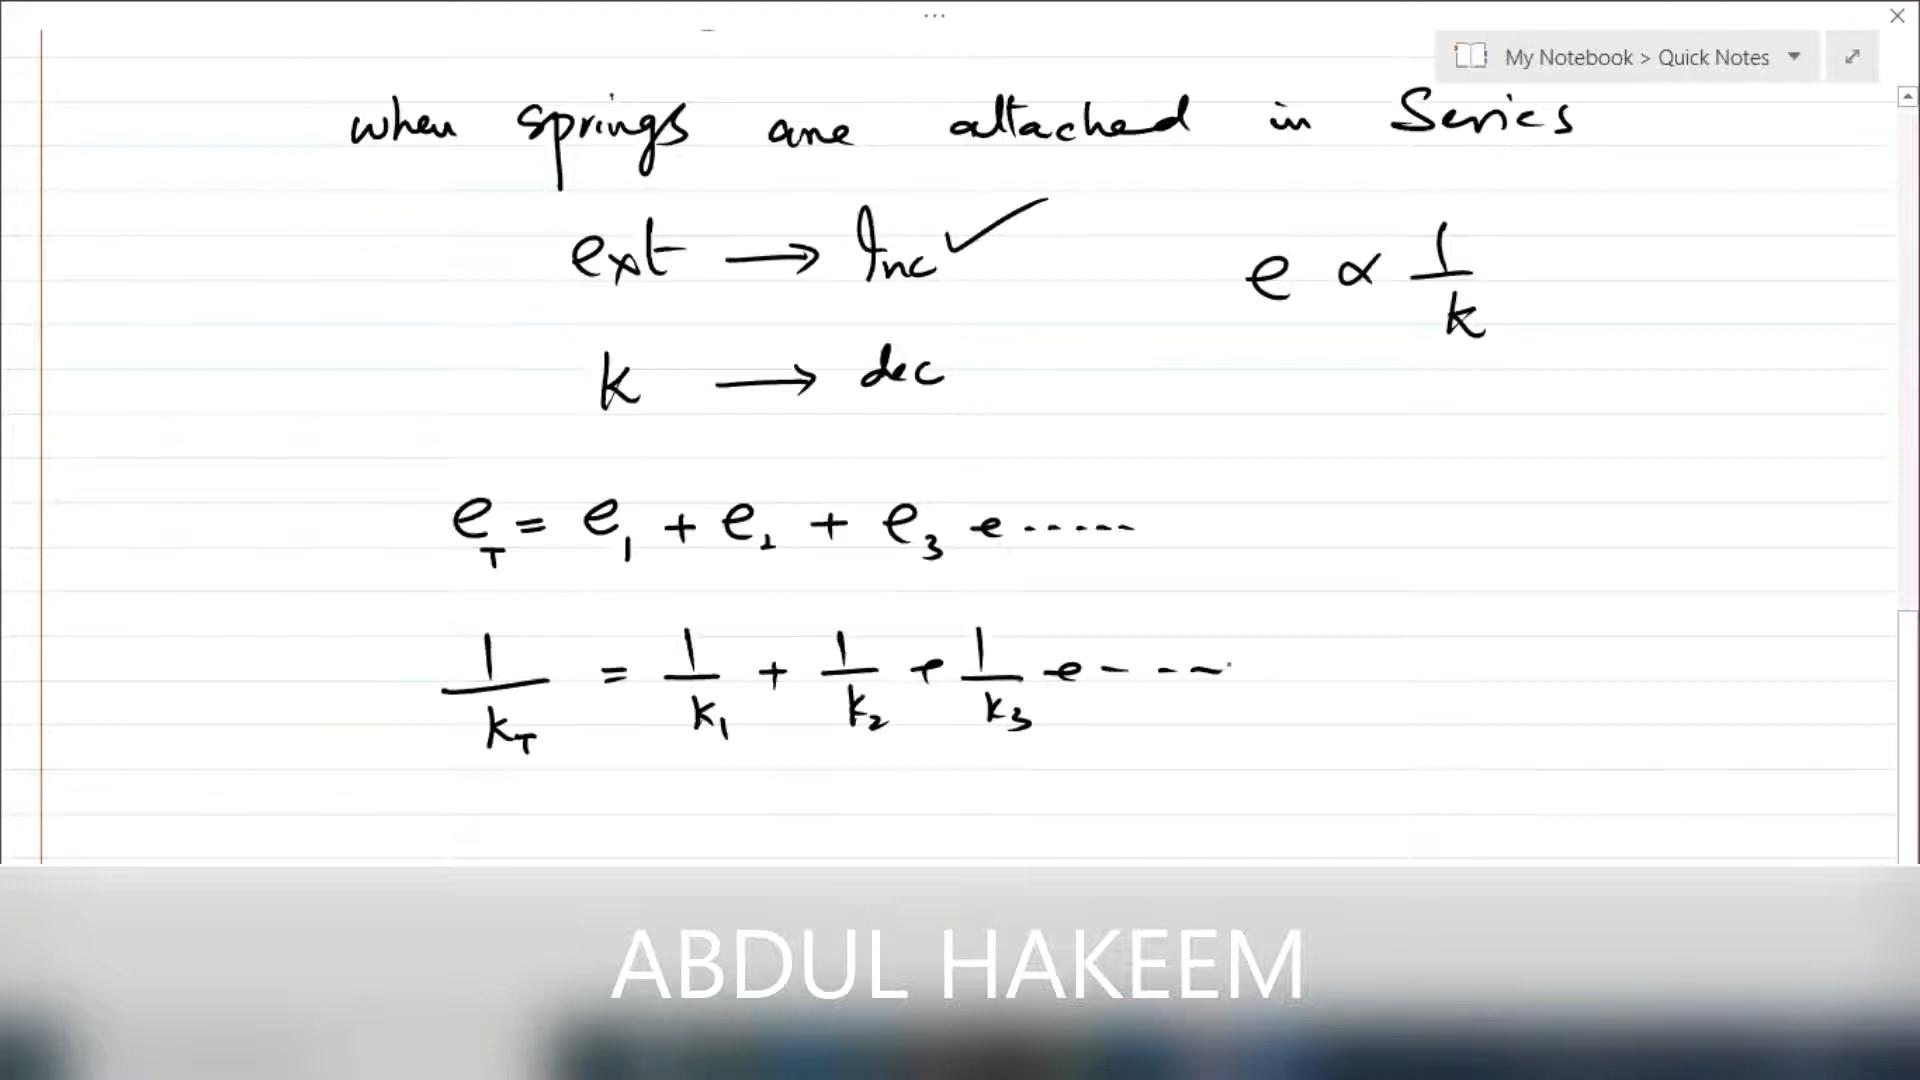 ...
My Notebook > Quick Notes
when springs are attached in Series
ext → Inc ✓
e ∝ 1/k
k → dec
e_T = e_1 + e_2 + e_3 + .....
1/k_T = 1/k_1 + 1/k_2 + 1/k_3 + - - - -
ABDUL HAKEEM